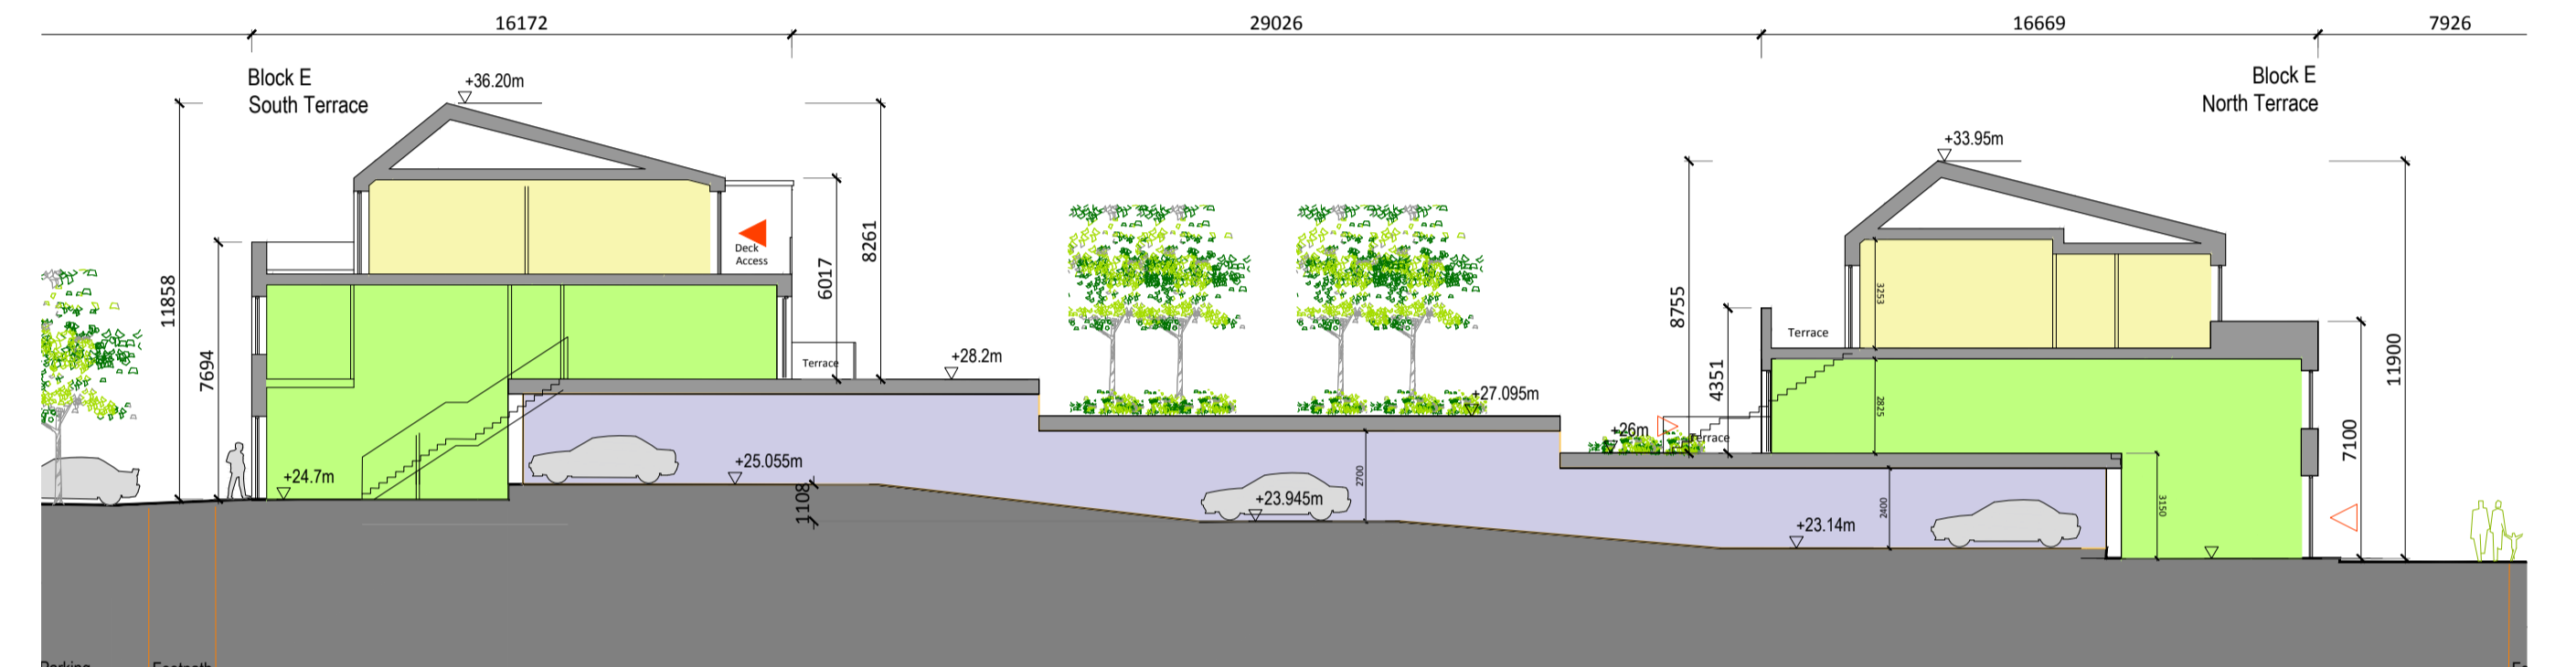 16172
29026
16669
7926
Block E
South Terrace
Block E
North Terrace
+36.20m
+33.95m
11858
7694
Deck
Access
6017
8261
Terrace
+28.2m
+27.095m
+26m
Terrace
8755
4351
Terrace
3253
2825
7100
11900
+24.7m
+25.055m
1108
+23.945m
2700
+23.14m
2400
3150
Parking
Footpath